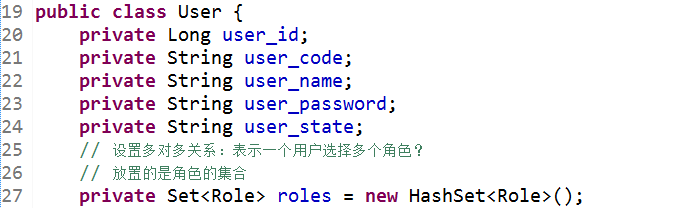 19 public class User {
20     private Long user_id;
21     private String user_code;
22     private String user_name;
23     private String user_password;
24     private String user_state;
25     // 设置多对多关系：表示一个用户选择多个角色？
26     // 放置的是角色的集合
27     private Set<Role> roles = new HashSet<Role>();